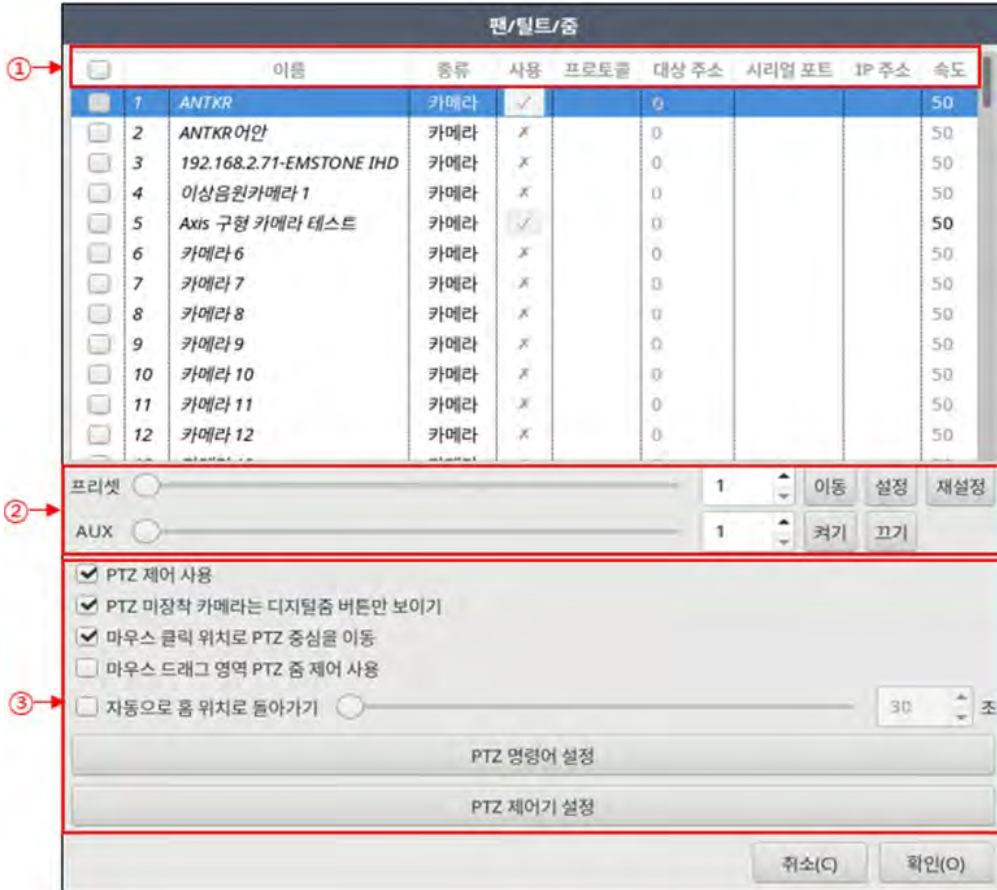 팬/틸트/줌
① 이름 종류 사용 프로토콜 대상 주소 시리얼 포트 IP 주소 속도
1 ANTKR 카메라 ✓ 0 50
2 ANTKR어안 카메라 ✗ 0 50
3 192.168.2.71-EMSTONE IHD 카메라 ✗ 0 50
4 이상음원카메라 1 카메라 ✗ 0 50
5 Axis 구형 카메라 테스트 카메라 ✓ 0 50
6 카메라 6 카메라 ✗ 0 50
7 카메라 7 카메라 ✗ 0 50
8 카메라 8 카메라 ✗ 0 50
9 카메라 9 카메라 ✗ 0 50
10 카메라 10 카메라 ✗ 0 50
11 카메라 11 카메라 ✗ 0 50
12 카메라 12 카메라 ✗ 0 50
프리셋 1 이동 설정 재설정
②
AUX 1 켜기 끄기
PTZ 제어 사용
PTZ 미장착 카메라는 디지털줌 버튼만 보이기
마우스 클릭 위치로 PTZ 중심을 이동
마우스 드래그 영역 PTZ 줌 제어 사용
③ 자동으로 홈 위치로 돌아가기 30 초
PTZ 명령어 설정
PTZ 제어기 설정
취소(C) 확인(O)